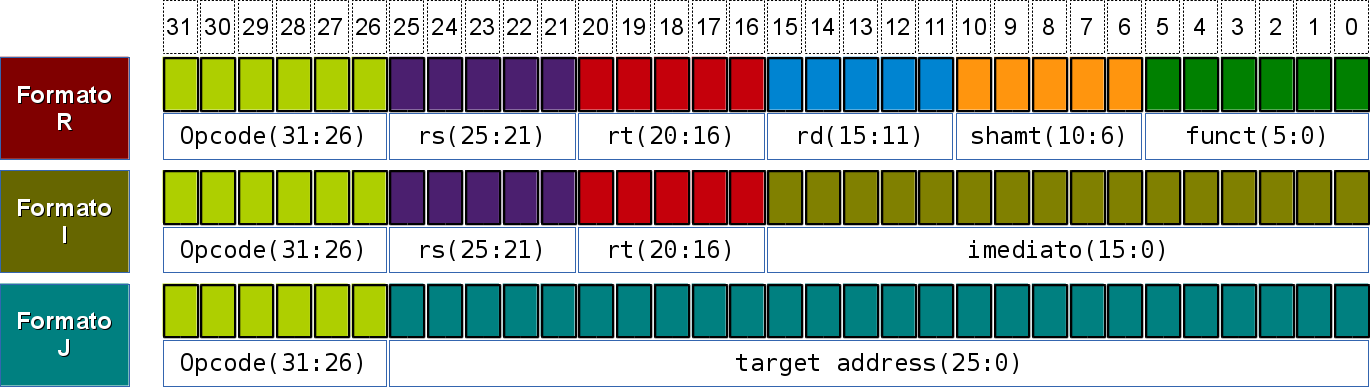 31 30 29 28 27 26 25 24 23 22 21 20 19 18 17 16 15 14 13 12 11 10 9 8 7 6 5 4 3 2 1 0
Formato
R
Opcode(31:26) rs(25:21) rt(20:16) rd(15:11) shamt(10:6) funct(5:0)
Formato
I
Opcode(31:26) rs(25:21) rt(20:16) imediato(15:0)
Formato
J
Opcode(31:26) target address(25:0)